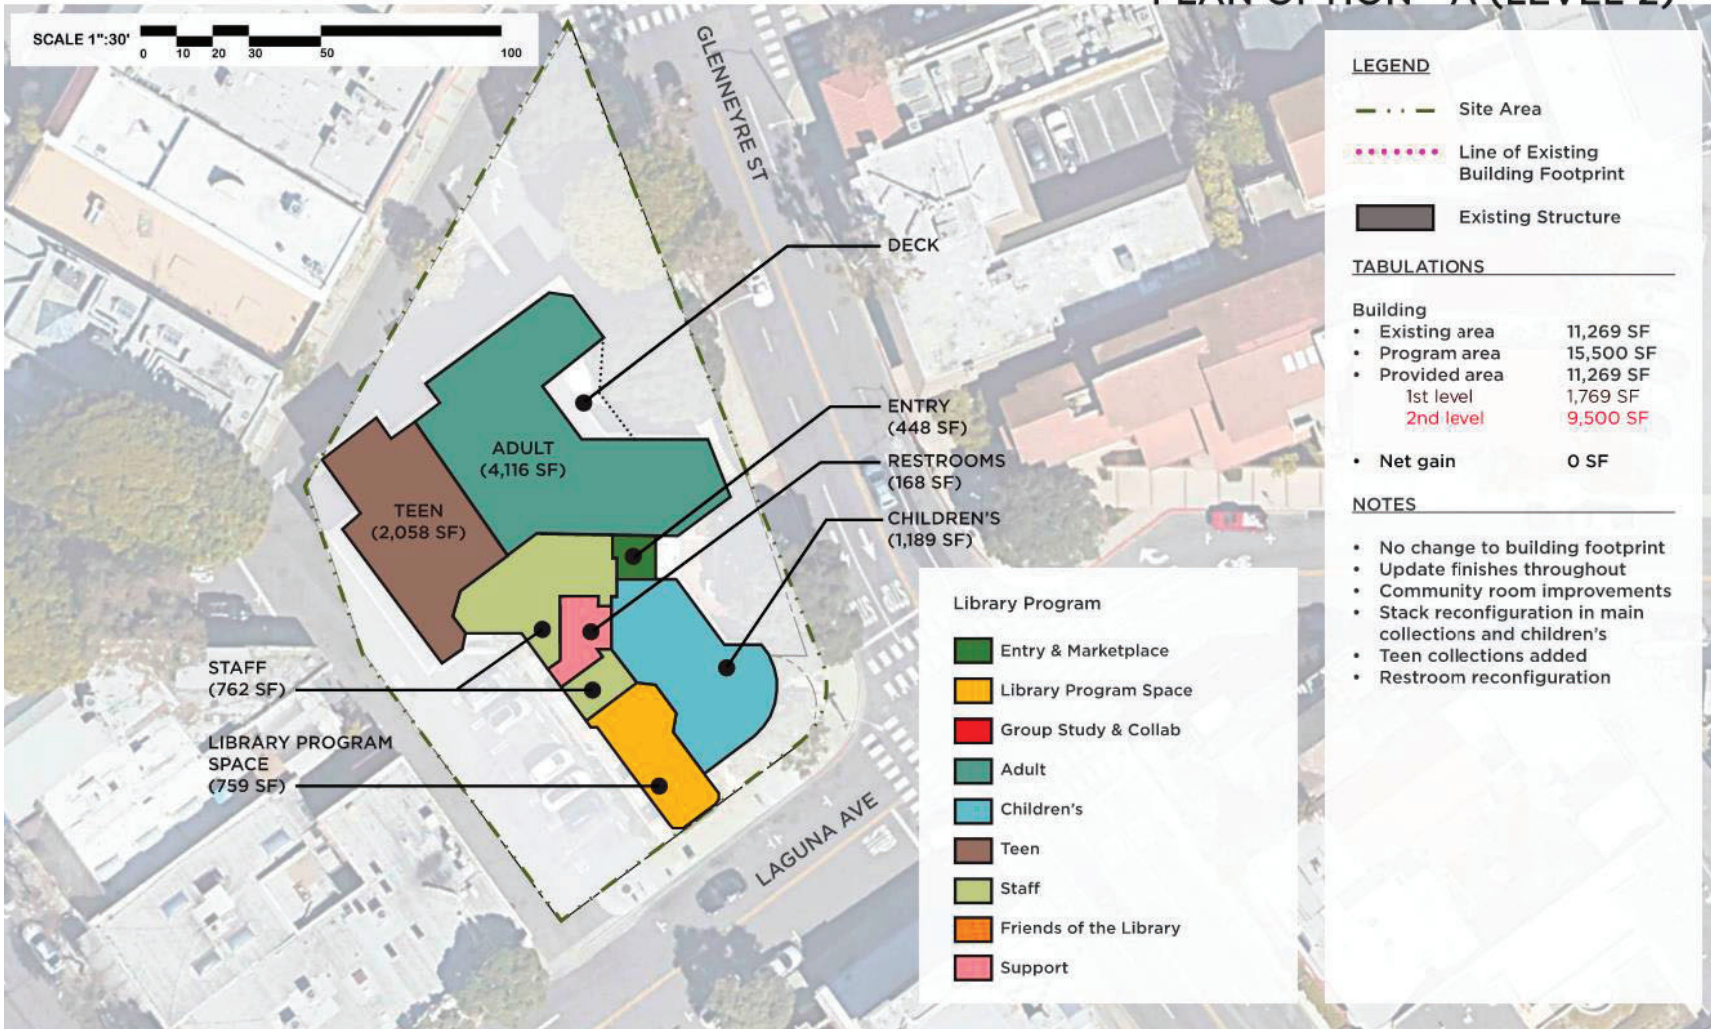 PLAN OPTION - A (LEVEL 2)
SCALE 1":30'
0 10 20 30 50 100
GLENNEYRE ST
DECK
ENTRY
(448 SF)
RESTROOMS
(168 SF)
CHILDREN'S
(1,189 SF)
ADULT
(4,116 SF)
TEEN
(2,058 SF)
STAFF
(762 SF)
LIBRARY PROGRAM
SPACE
(759 SF)
LAGUNA AVE
Library Program
Entry & Marketplace
Library Program Space
Group Study & Collab
Adult
Children's
Teen
Staff
Friends of the Library
Support
LEGEND
Site Area
Line of Existing
Building Footprint
Existing Structure
TABULATIONS
Building
• Existing area 11,269 SF
• Program area 15,500 SF
• Provided area 11,269 SF
1st level 1,769 SF
2nd level 9,500 SF
• Net gain 0 SF
NOTES
• No change to building footprint
• Update finishes throughout
• Community room improvements
• Stack reconfiguration in main
collections and children's
• Teen collections added
• Restroom reconfiguration